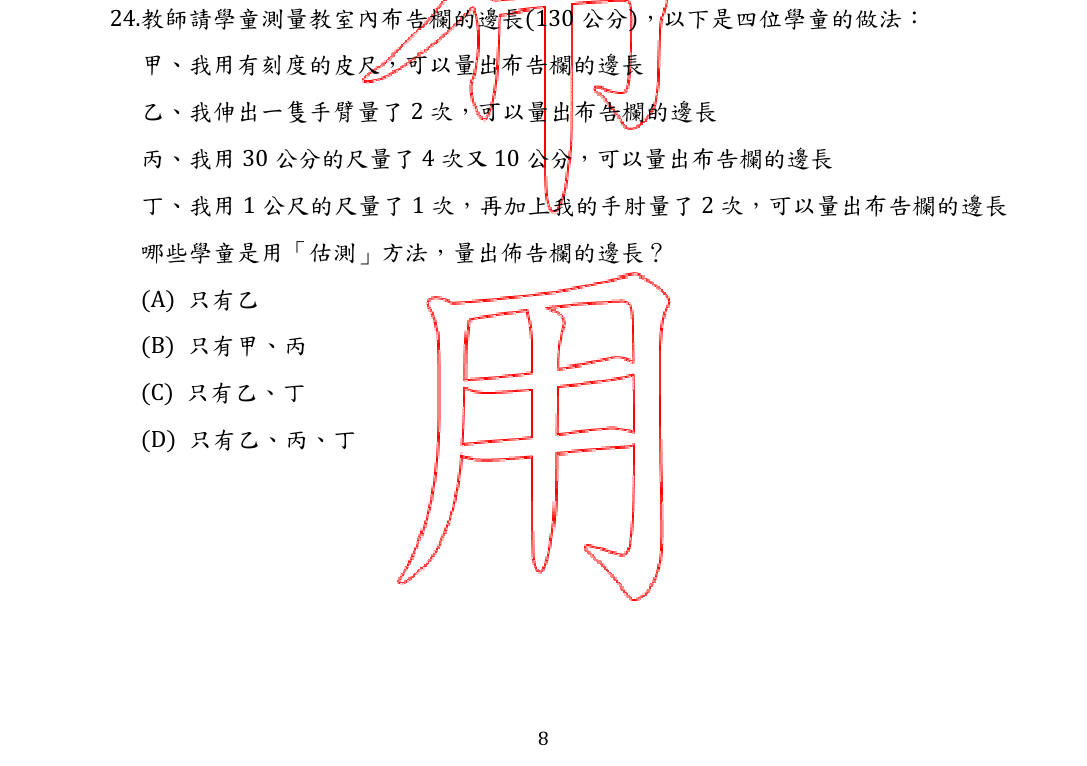 24.教師請學童測量教室內布告欄的邊長(130 公分)，以下是四位學童的做法：
甲、我用有刻度的皮尺，可以量出布告欄的邊長
乙、我伸出一隻手臂量了 2 次，可以量出布告欄的邊長
丙、我用 30 公分的尺量了 4 次又 10 公分，可以量出布告欄的邊長
丁、我用 1 公尺的尺量了 1 次，再加上我的手肘量了 2 次，可以量出布告欄的邊長
哪些學童是用「估測」方法，量出佈告欄的邊長？
(A) 只有乙
(B) 只有甲、丙
(C) 只有乙、丁
(D) 只有乙、丙、丁
用
8